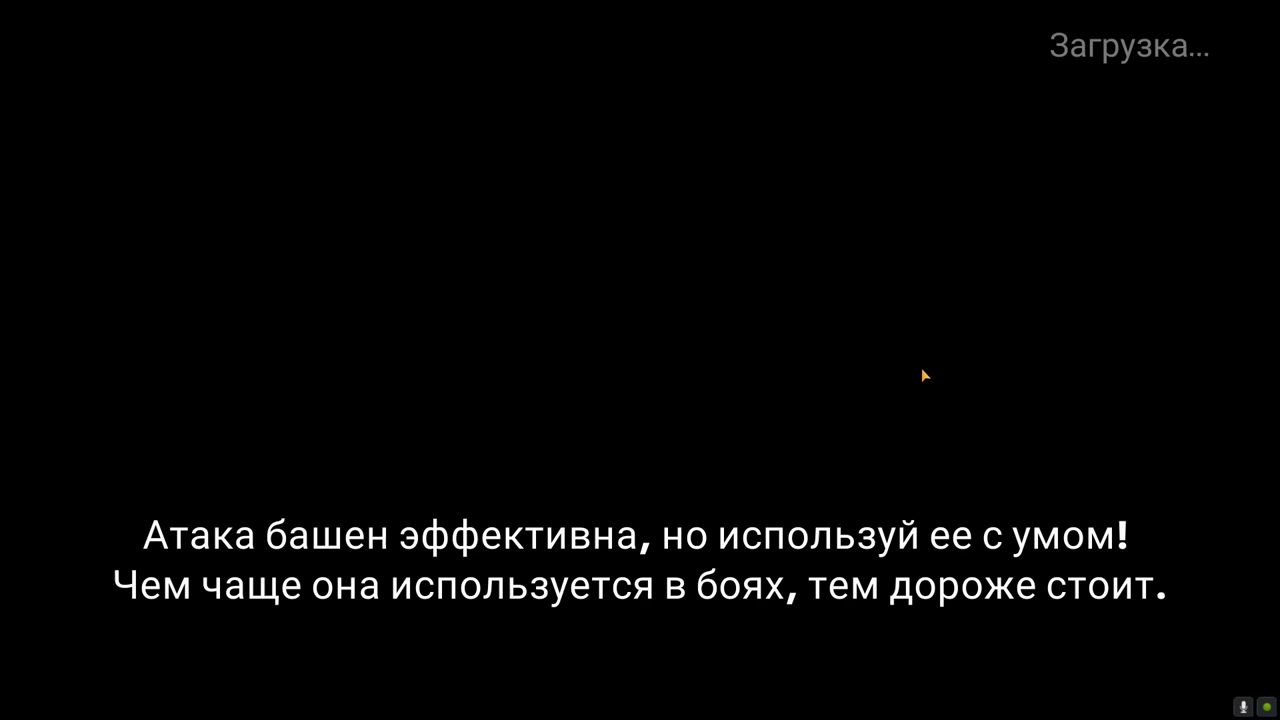 Загрузка...
Атака башен эффективна, но используй ее с умом!
Чем чаще она используется в боях, тем дороже стоит.